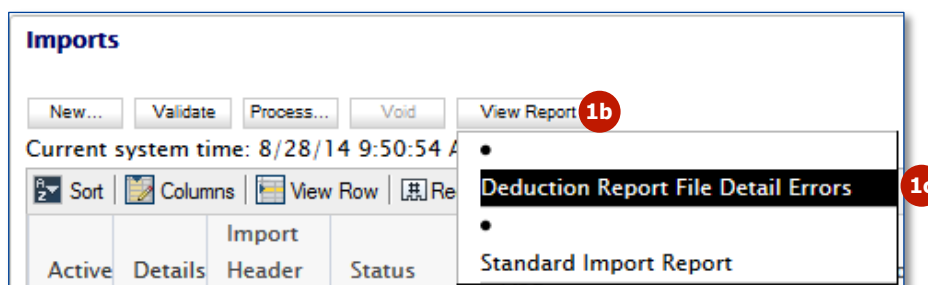 Imports
New... Validate Process... Void View Report 1b
Current system time: 8/28/14 9:50:54
Sort Columns View Row
Deduction Report File Detail Errors
Import
Active Details Header Status
Standard Import Report